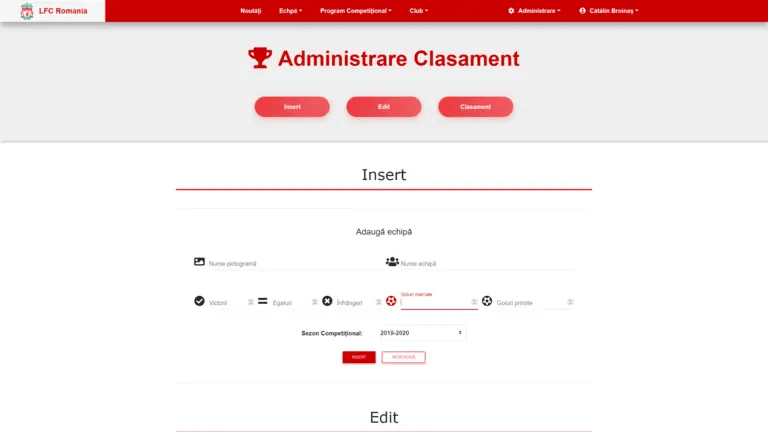 LFC Romania
Noutăți Echipă Program Competițional Club Administrare Cătălin Broinaș
Administrare Clasament
Insert Edit Clasament
Insert
Adaugă echipă
Nume pictogramă Nume echipă
Goluri marcate
Victorii Egaluri Înfrângeri Goluri primite
Sezon Competițional: 2019-2020
INSERT RESETEAZĂ
Edit